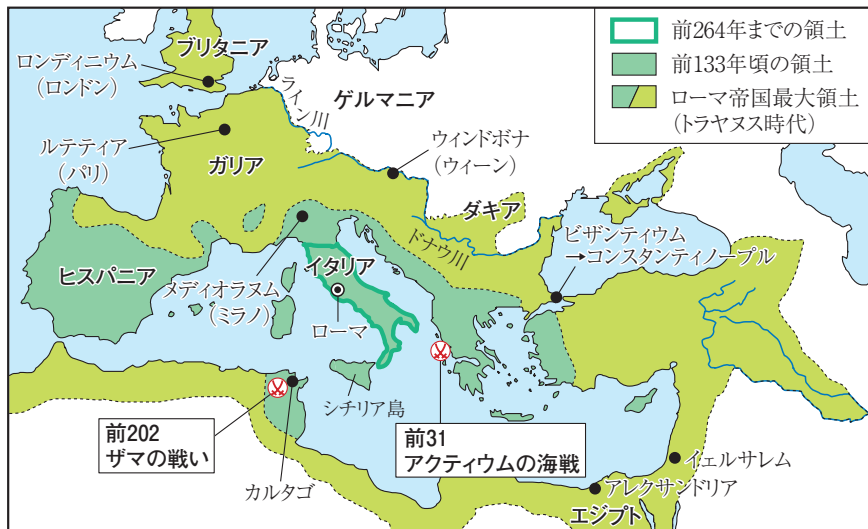 前264年までの領土
前133年頃の領土
ローマ帝国最大領土
(トラヤヌス時代)
ブリタニア
ロンディニウム
(ロンドン)
ライン川
ゲルマニア
ルテティア
(パリ)
ガリア
ウィンドボナ
(ウィーン)
ダキア
ドナウ川
ビザンティウム
→コンスタンティノープル
ヒスパニア
イタリア
メディオラヌム
(ミラノ)
ローマ
シチリア島
前202
ザマの戦い
カルタゴ
前31
アクティウムの海戦
イェルサレム
アレクサンドリア
エジプト